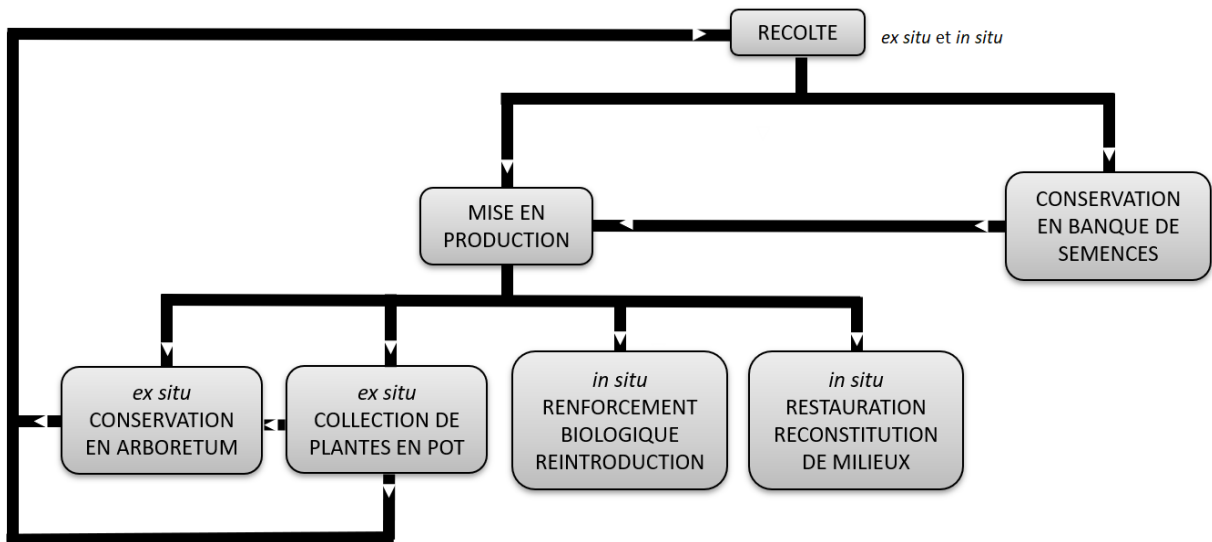 RECOLTE
ex situ et in situ
MISE EN
PRODUCTION
CONSERVATION
EN BANQUE DE
SEMENCES
ex situ
CONSERVATION
EN ARBORETUM
ex situ
COLLECTION DE
PLANTES EN POT
in situ
RENFORCEMENT
BIOLOGIQUE
REINTRODUCTION
in situ
RESTAURATION
RECONSTITUTION
DE MILIEUX